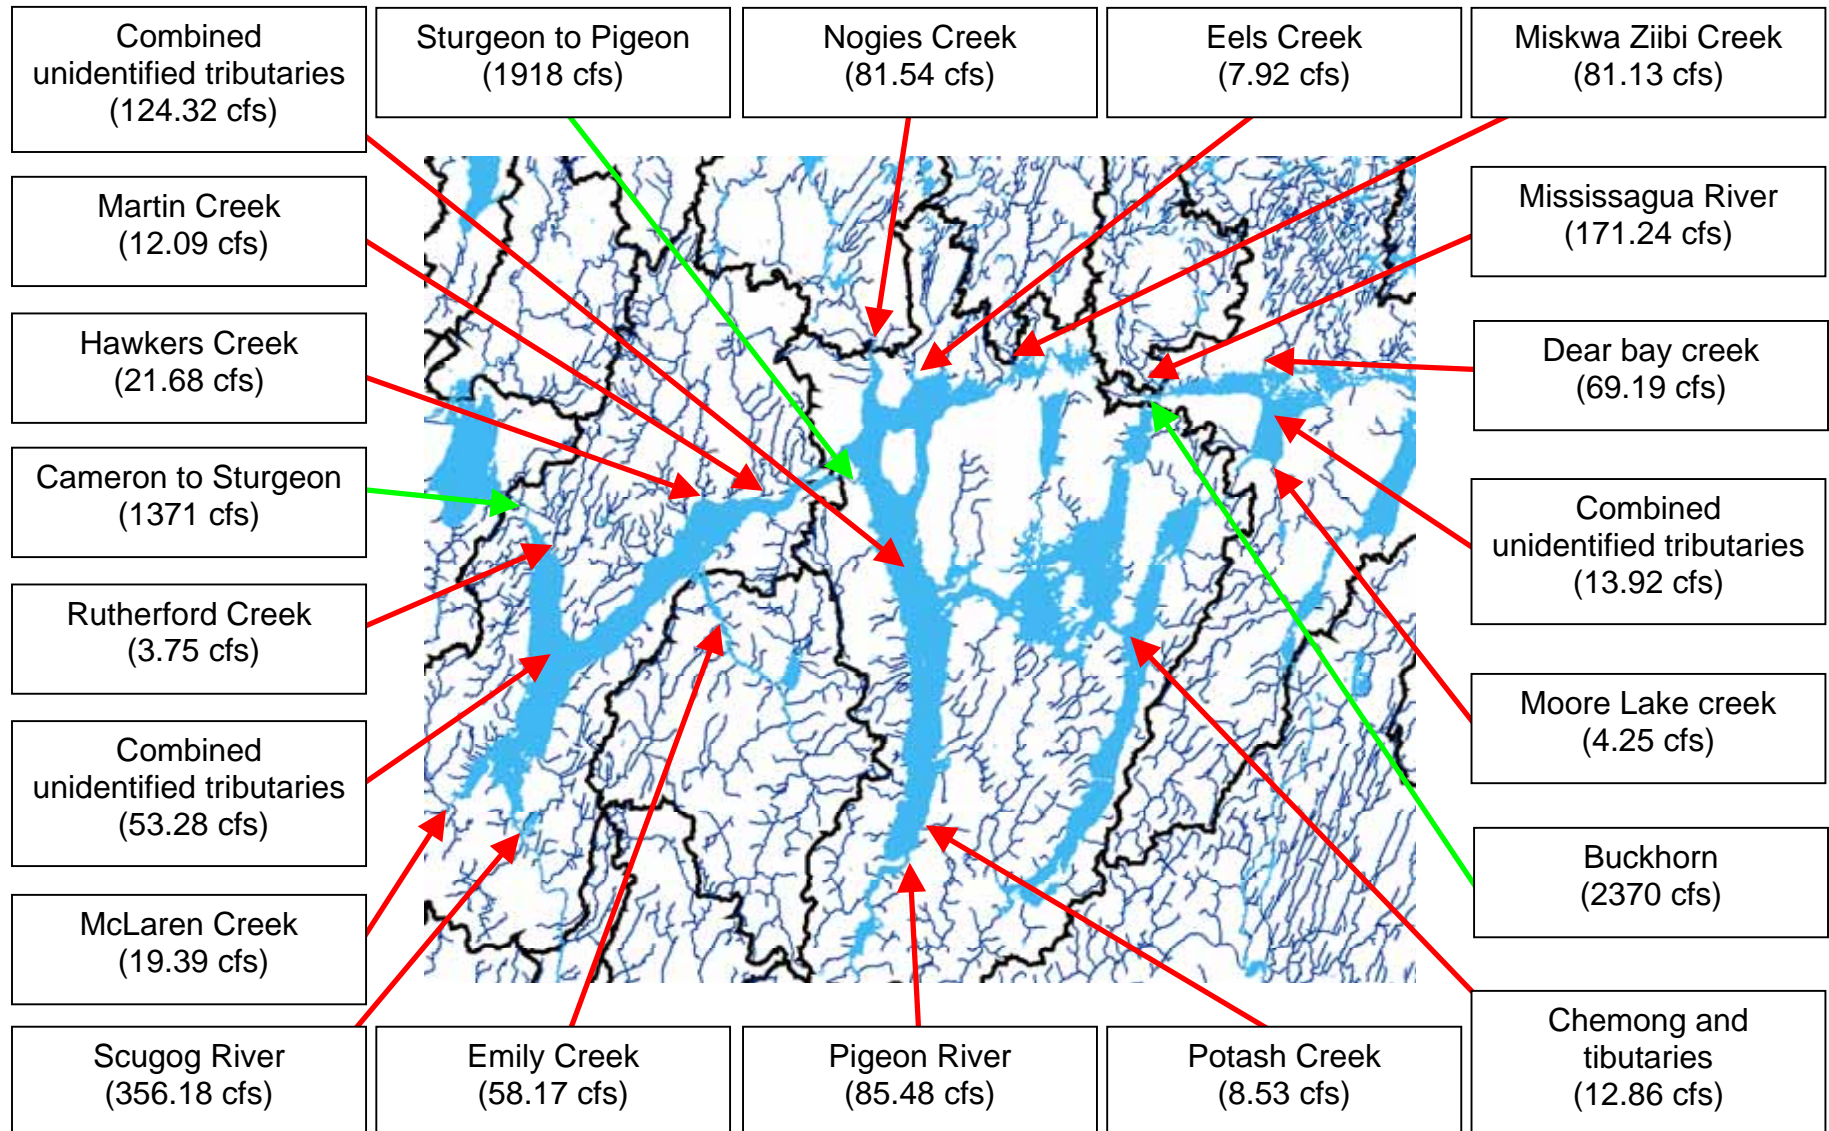 Combined
unidentified tributaries
(124.32 cfs)
Sturgeon to Pigeon
(1918 cfs)
Nogies Creek
(81.54 cfs)
Eels Creek
(7.92 cfs)
Miskwa Ziibi Creek
(81.13 cfs)
Martin Creek
(12.09 cfs)
Mississagua River
(171.24 cfs)
Hawkers Creek
(21.68 cfs)
Dear bay creek
(69.19 cfs)
Cameron to Sturgeon
(1371 cfs)
Combined
unidentified tributaries
(13.92 cfs)
Rutherford Creek
(3.75 cfs)
Moore Lake creek
(4.25 cfs)
Combined
unidentified tributaries
(53.28 cfs)
Buckhorn
(2370 cfs)
McLaren Creek
(19.39 cfs)
Scugog River
(356.18 cfs)
Emily Creek
(58.17 cfs)
Pigeon River
(85.48 cfs)
Potash Creek
(8.53 cfs)
Chemong and
tibutaries
(12.86 cfs)